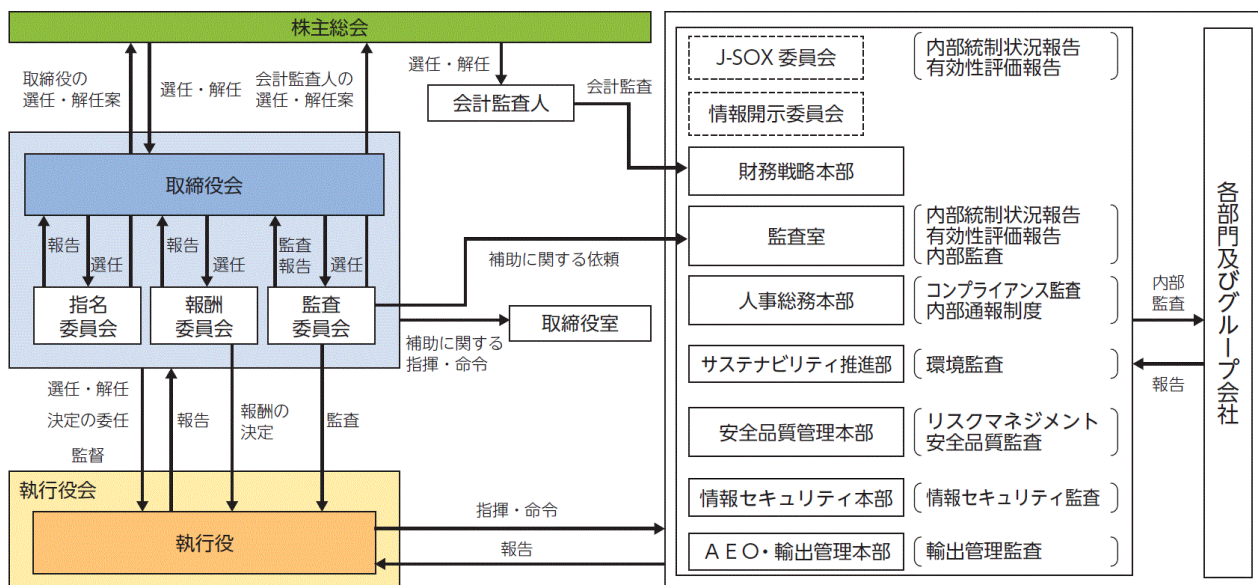 株主総会
取締役の
選任・解任案
選任・解任
会計監査人の
選任・解任案
選任・解任
会計監査人
会計監査
取締役会
報告
選任
報告
選任
監査
報告
選任
指名
委員会
報酬
委員会
監査
委員会
補助に関する依頼
取締役室
補助に関する
指揮・命令
選任・解任
決定の委任
監督
報告
報酬の
決定
監査
執行役会
執行役
指揮・命令
報告
J-SOX 委員会
内部統制状況報告
有効性評価報告
情報開示委員会
財務戦略本部
監査室
内部統制状況報告
有効性評価報告
内部監査
人事総務本部
コンプライアンス監査
内部通報制度
サステナビリティ推進部
環境監査
安全品質管理本部
リスクマネジメント
安全品質監査
情報セキュリティ本部
情報セキュリティ監査
AEO・輸出管理本部
輸出管理監査
内部
監査
報告
各部門及びグループ会社